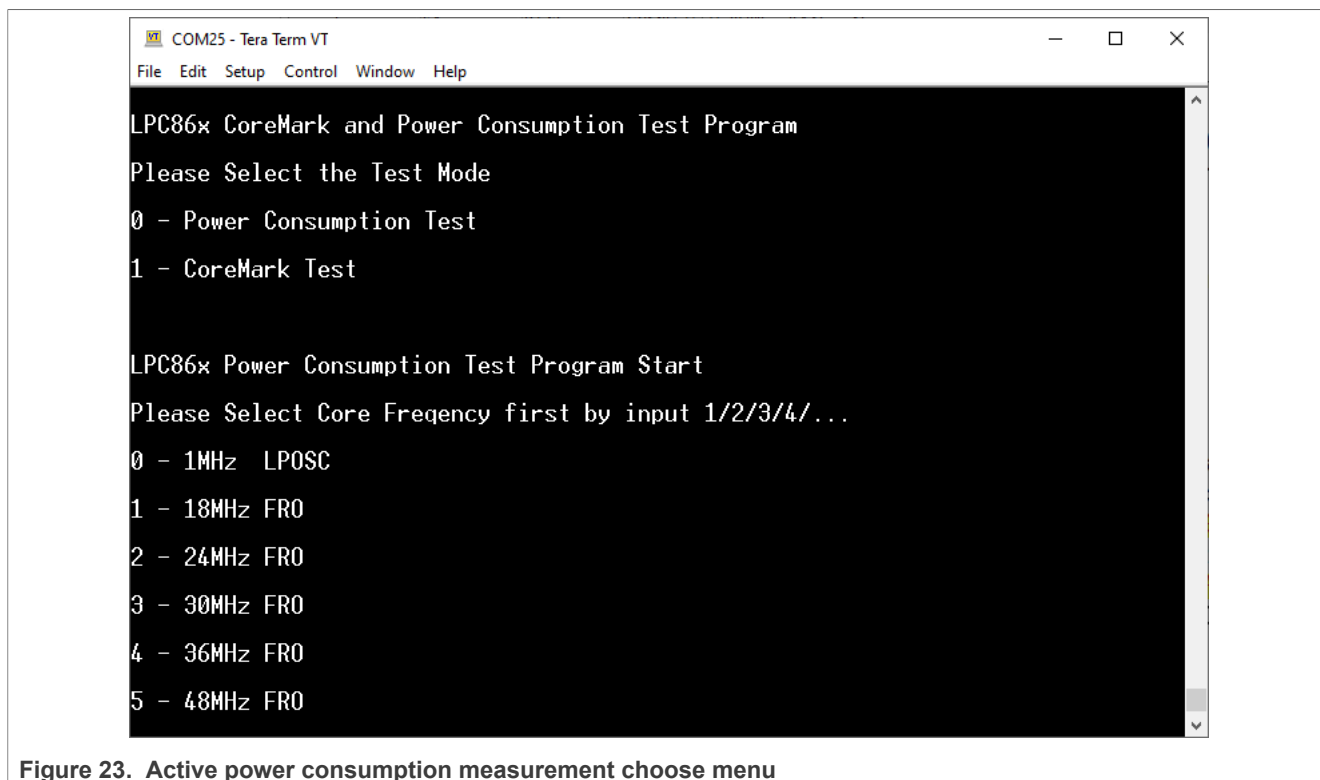 COM25 - Tera Term VT
File Edit Setup Control Window Help
LPC86x CoreMark and Power Consumption Test Program
Please Select the Test Mode
0 - Power Consumption Test
1 - CoreMark Test
LPC86x Power Consumption Test Program Start
Please Select Core Freqency first by input 1/2/3/4/...
0 - 1MHz LPOSC
1 - 18MHz FRO
2 - 24MHz FRO
3 - 30MHz FRO
4 - 36MHz FRO
5 - 48MHz FRO
Figure 23. Active power consumption measurement choose menu